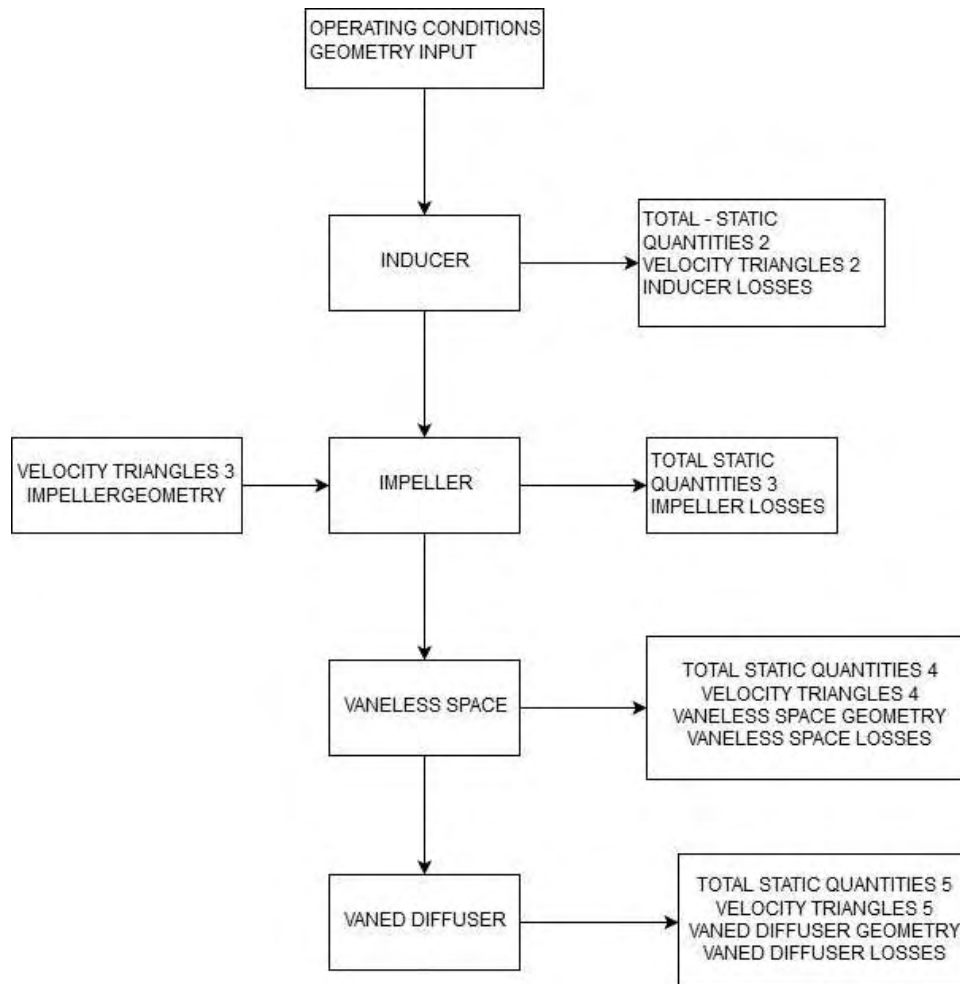 OPERATING CONDITIONS
GEOMETRY INPUT
INDUCER
TOTAL - STATIC
QUANTITIES 2
VELOCITY TRIANGLES 2
INDUCER LOSSES
VELOCITY TRIANGLES 3
IMPELLERGEOMETRY
IMPELLER
TOTAL STATIC
QUANTITIES 3
IMPELLER LOSSES
VANELESS SPACE
TOTAL STATIC QUANTITIES 4
VELOCITY TRIANGLES 4
VANELESS SPACE GEOMETRY
VANELESS SPACE LOSSES
VANED DIFFUSER
TOTAL STATIC QUANTITIES 5
VELOCITY TRIANGLES 5
VANED DIFFUSER GEOMETRY
VANED DIFFUSER LOSSES